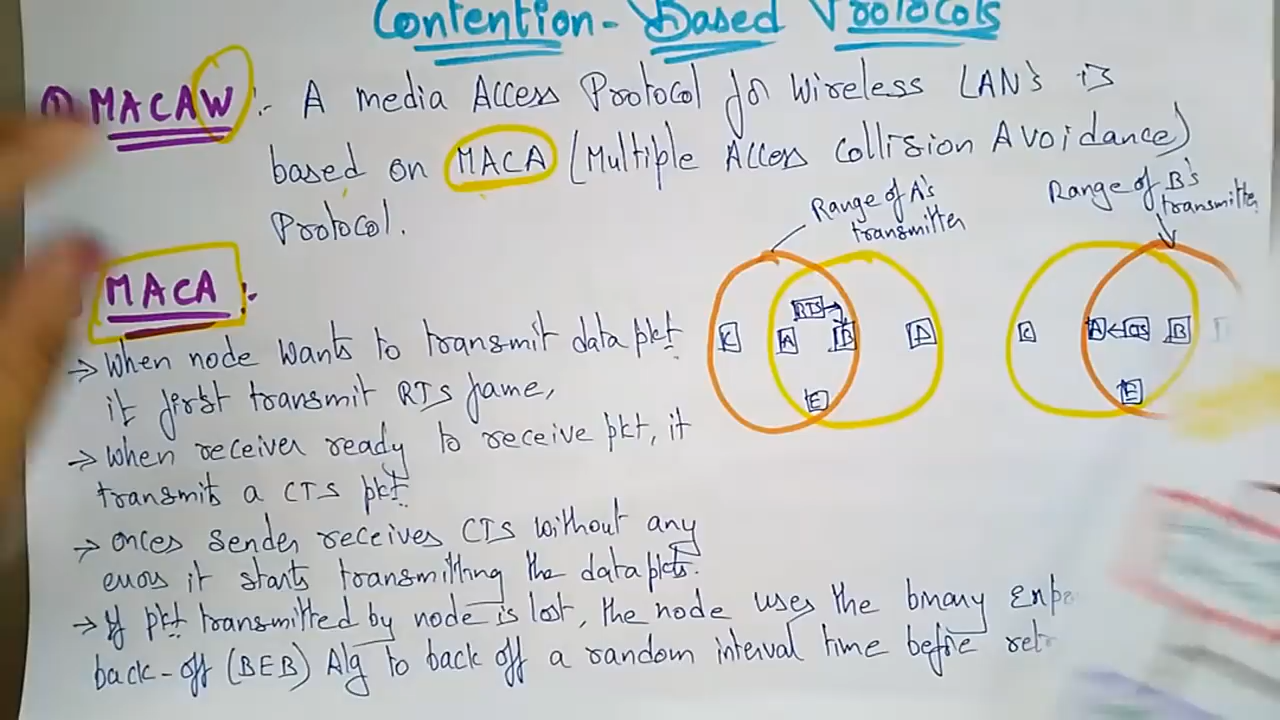 Contention-Based Protocols
① MACAW :- A media Access Protocol for Wireless LAN's is
based on MACA (Multiple Access Collision Avoidance)
Protocol.
Range of A's
transmitter
Range of B's
transmitter
MACA :-
→ When node wants to transmit data pkt
it first transmit RTS fame,
→ When receiver ready to receive pkt, it
transmits a CTS pkt.
→ onces sender receives CTS without any
errors it starts transmitting the data pkts.
→ If pkt transmitted by node is lost, the node uses the binary
back-off (BEB) Alg to back off a random interval time before
RTS→
C A B A
E
C A ←CTS B
E